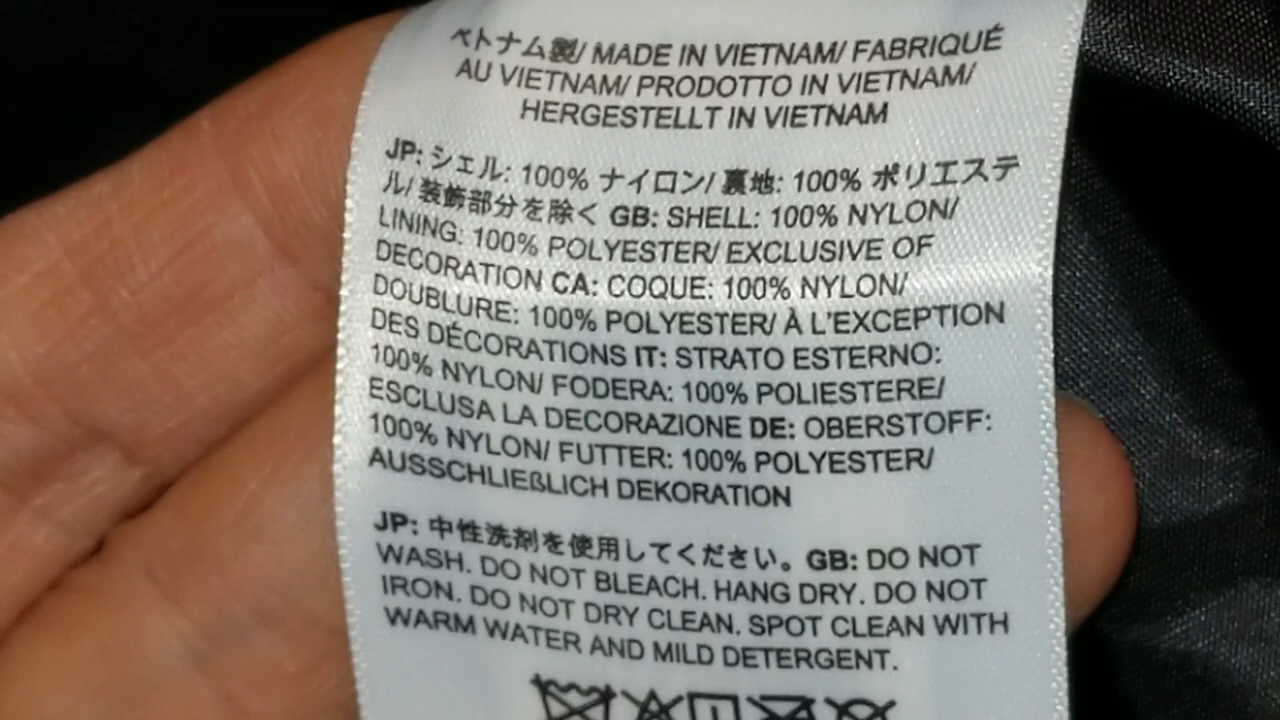 ベトナム製/ MADE IN VIETNAM/ FABRIQUÉ
AU VIETNAM/ PRODOTTO IN VIETNAM/
HERGESTELLT IN VIETNAM
JP: シェル: 100% ナイロン/ 裏地: 100% ポリエステ
ル/ 装飾部分を除く GB: SHELL: 100% NYLON/
LINING: 100% POLYESTER/ EXCLUSIVE OF
DECORATION CA: COQUE: 100% NYLON/
DOUBLURE: 100% POLYESTER/ À L'EXCEPTION
DES DÉCORATIONS IT: STRATO ESTERNO:
100% NYLON/ FODERA: 100% POLIESTERE/
ESCLUSA LA DECORAZIONE DE: OBERSTOFF:
100% NYLON/ FUTTER: 100% POLYESTER/
AUSSCHLIEßLICH DEKORATION
JP: 中性洗剤を使用してください。GB: DO NOT
WASH. DO NOT BLEACH. HANG DRY. DO NOT
IRON. DO NOT DRY CLEAN. SPOT CLEAN WITH
WARM WATER AND MILD DETERGENT.